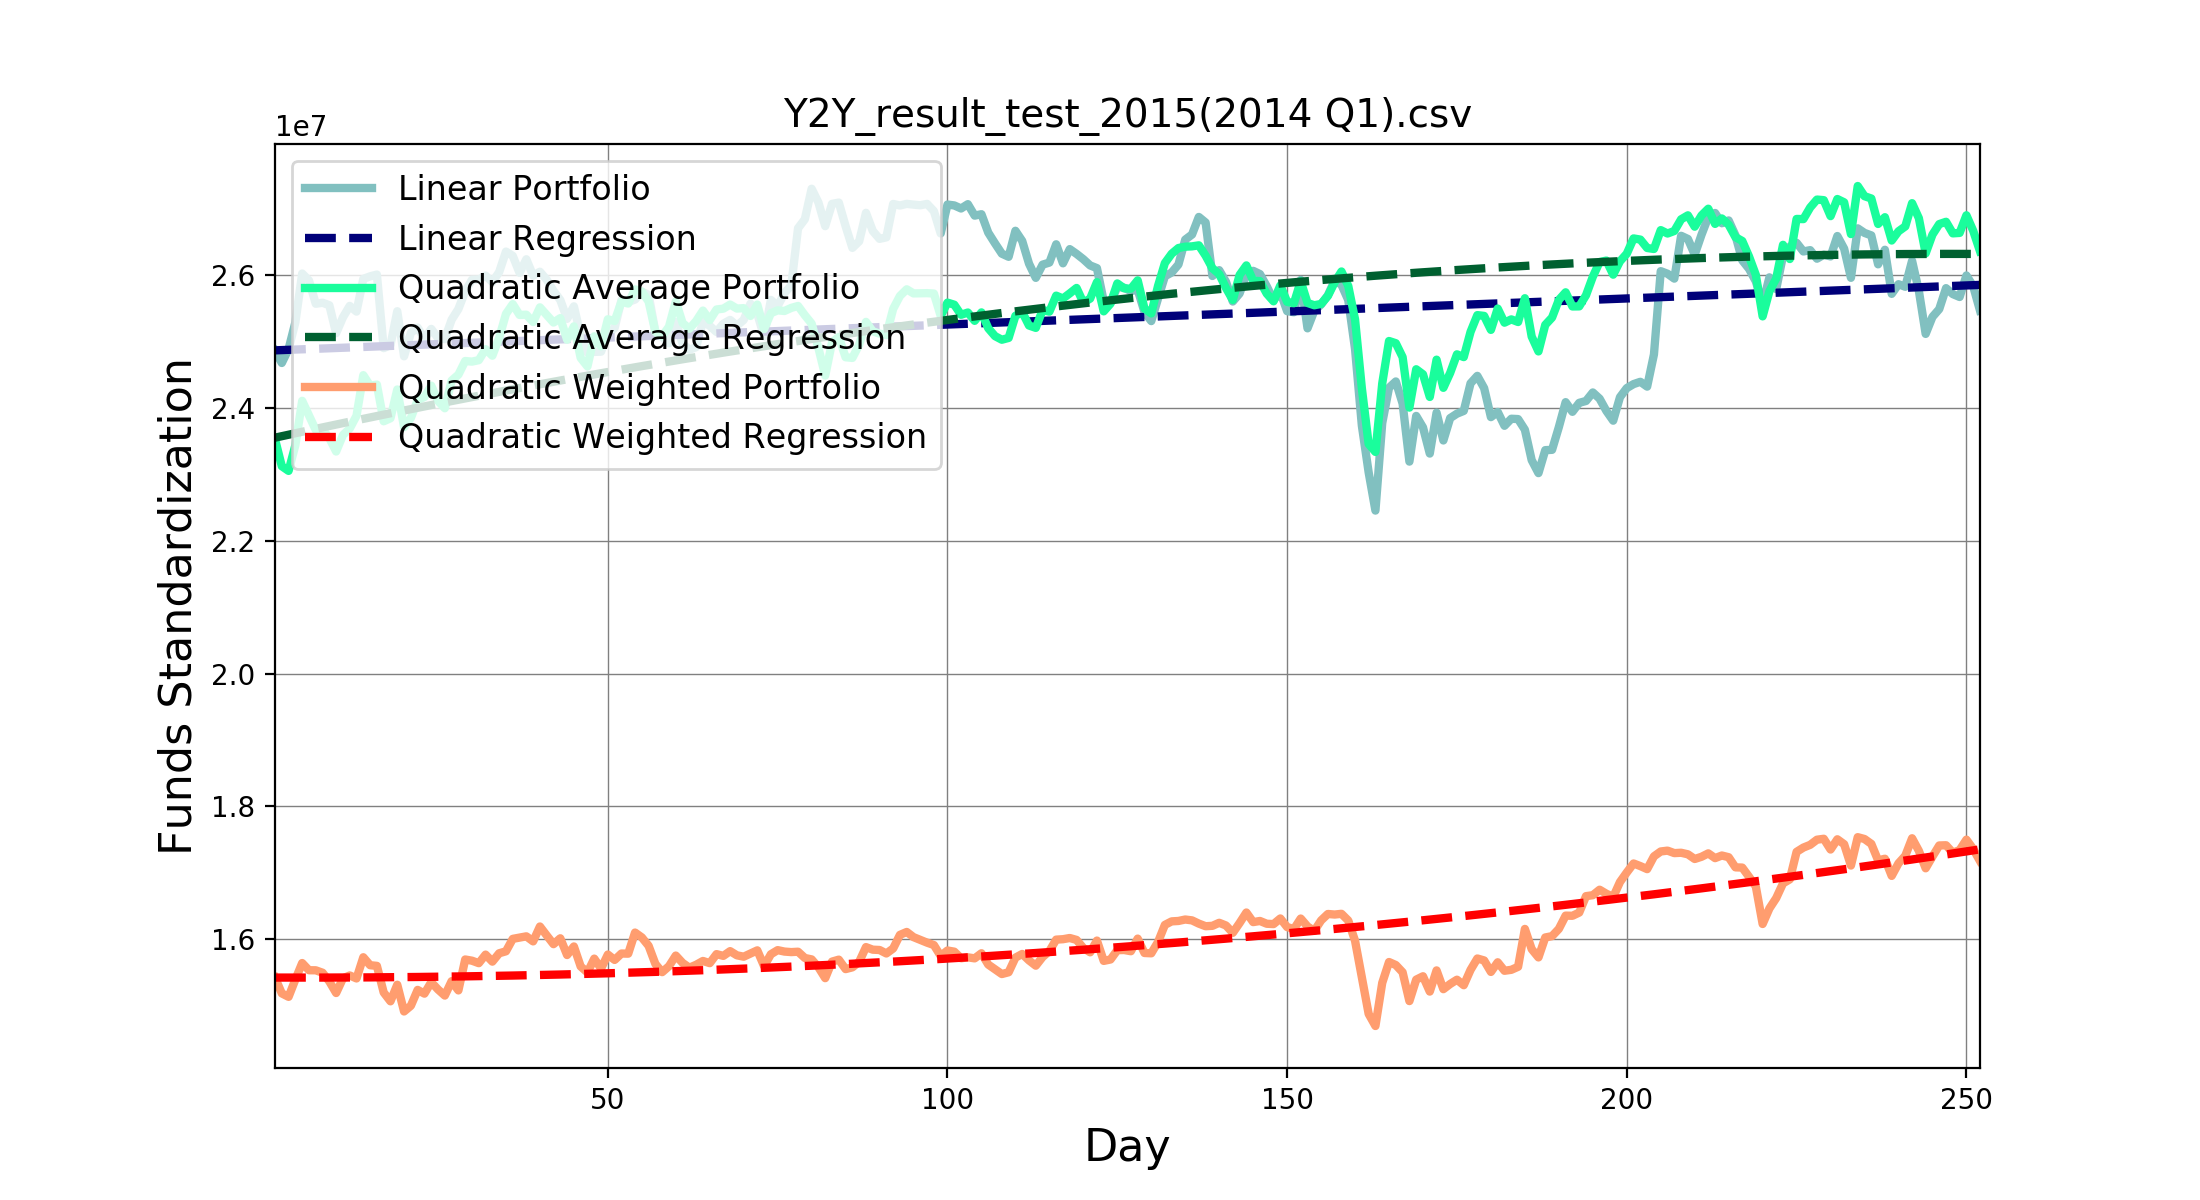 Y2Y_result_test_2015(2014 Q1).csv
1e7
Linear Portfolio
Linear Regression
Quadratic Average Portfolio
Quadratic Average Regression
Quadratic Weighted Portfolio
Quadratic Weighted Regression
2.6
2.4
2.2
2.0
1.8
1.6
Funds Standardization
50 100 150 200 250
Day